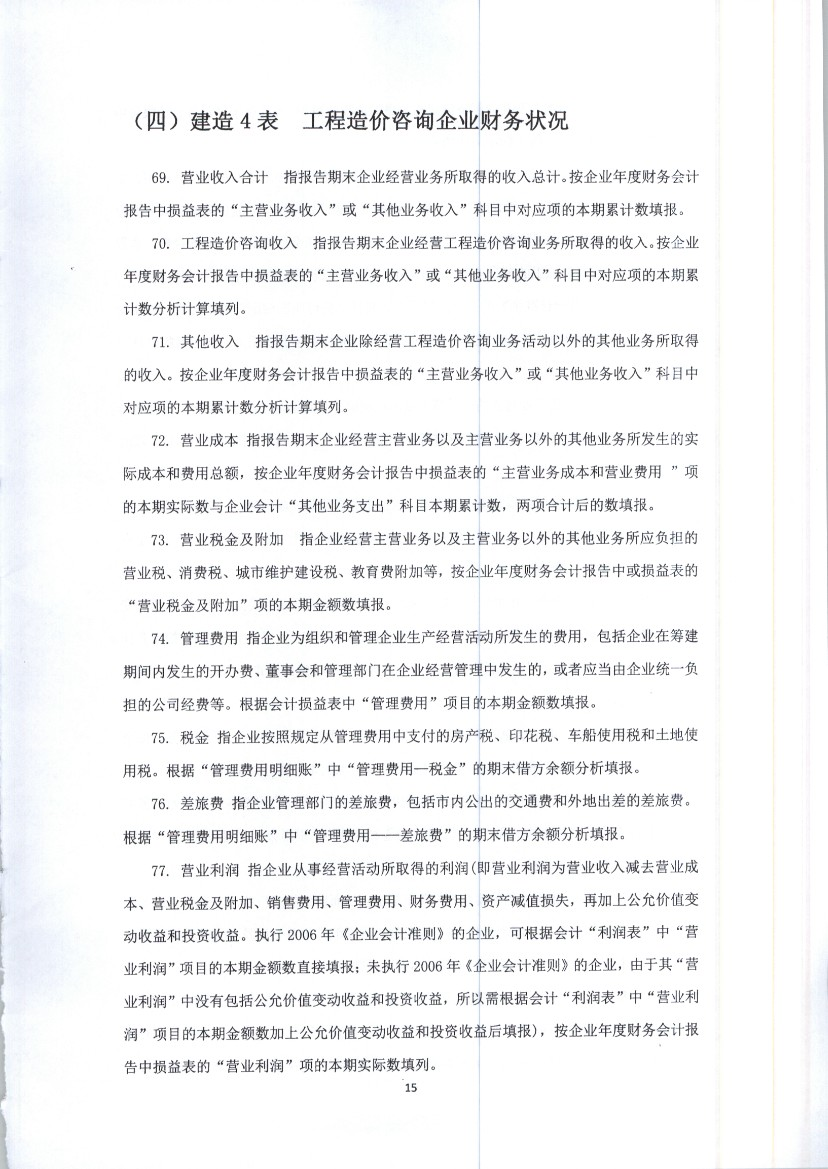 （四）建造 4 表　工程造价咨询企业财务状况
69. 营业收入合计　指报告期末企业经营业务所取得的收入总计。按企业年度财务会计
报告中损益表的“主营业务收入”或“其他业务收入”科目中对应项的本期累计数填报。
70. 工程造价咨询收入　指报告期末企业经营工程造价咨询业务所取得的收入。按企业
年度财务会计报告中损益表的“主营业务收入”或“其他业务收入”科目中对应项的本期累
计数分析计算填列。
71. 其他收入　指报告期末企业除经营工程造价咨询业务活动以外的其他业务所取得
的收入。按企业年度财务会计报告中损益表的“主营业务收入”或“其他业务收入”科目中
对应项的本期累计数分析计算填列。
72. 营业成本 指报告期末企业经营主营业务以及主营业务以外的其他业务所发生的实
际成本和费用总额，按企业年度财务会计报告中损益表的“主营业务成本和营业费用 ”项
的本期实际数与企业会计“其他业务支出”科目本期累计数，两项合计后的数填报。
73. 营业税金及附加　指企业经营主营业务以及主营业务以外的其他业务所应负担的
营业税、消费税、城市维护建设税、教育费附加等，按企业年度财务会计报告中或损益表的
“营业税金及附加”项的本期金额数填报。
74. 管理费用 指企业为组织和管理企业生产经营活动所发生的费用，包括企业在筹建
期间内发生的开办费、董事会和管理部门在企业经营管理中发生的，或者应当由企业统一负
担的公司经费等。根据会计损益表中“管理费用”项目的本期金额数填报。
75. 税金 指企业按照规定从管理费用中支付的房产税、印花税、车船使用税和土地使
用税。根据“管理费用明细账”中“管理费用—税金”的期末借方余额分析填报。
76. 差旅费 指企业管理部门的差旅费，包括市内公出的交通费和外地出差的差旅费。
根据“管理费用明细账”中“管理费用——差旅费”的期末借方余额分析填报。
77. 营业利润 指企业从事经营活动所取得的利润(即营业利润为营业收入减去营业成
本、营业税金及附加、销售费用、管理费用、财务费用、资产减值损失，再加上公允价值变
动收益和投资收益。执行 2006 年《企业会计准则》的企业，可根据会计“利润表”中“营
业利润”项目的本期金额数直接填报；未执行 2006 年《企业会计准则》的企业，由于其“营
业利润”中没有包括公允价值变动收益和投资收益，所以需根据会计“利润表”中“营业利
润”项目的本期金额数加上公允价值变动收益和投资收益后填报)，按企业年度财务会计报
告中损益表的“营业利润”项的本期实际数填列。
15